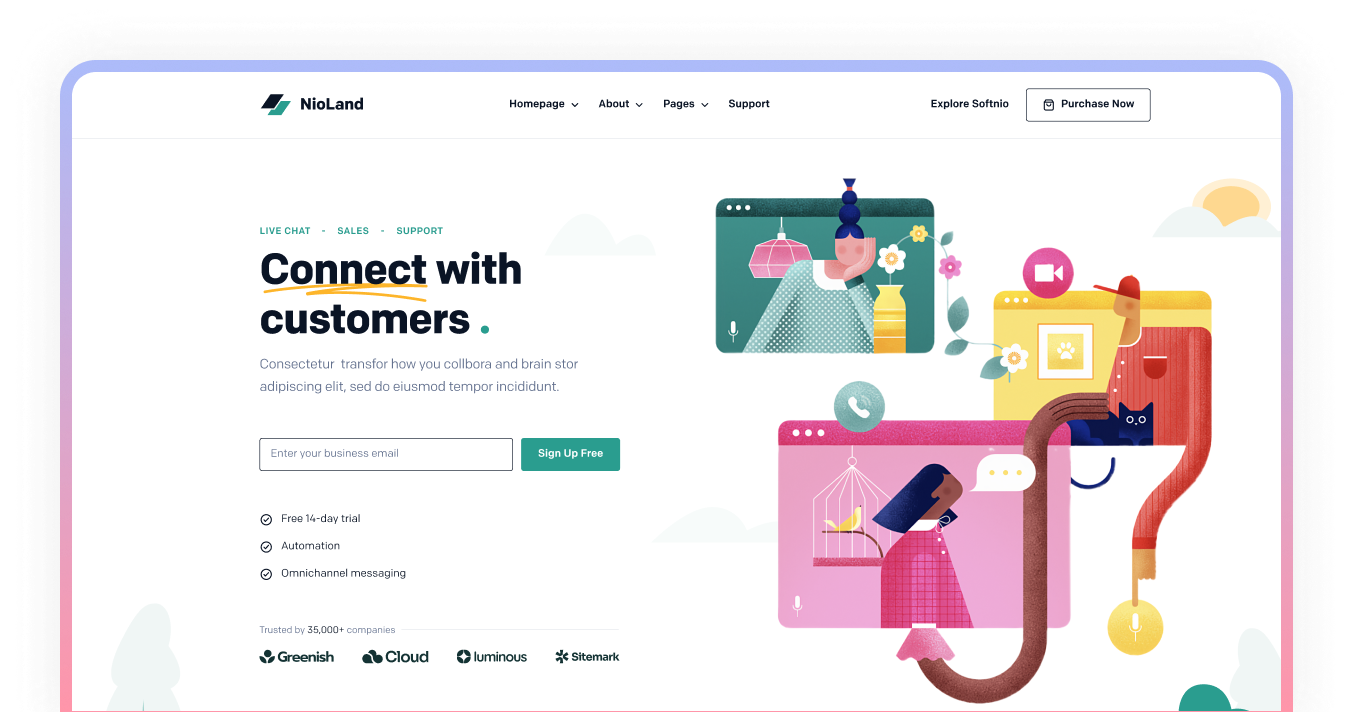 NioLand
Homepage About Pages Support
Explore Softnio Purchase Now
LIVE CHAT - SALES - SUPPORT
Connect with
customers .
Consectetur transfor how you collbora and brain stor
adipiscing elit, sed do eiusmod tempor incididunt.
Enter your business email Sign Up Free
Free 14-day trial
Automation
Omnichannel messaging
Trusted by 35,000+ companies
Greenish Cloud luminous Sitemark